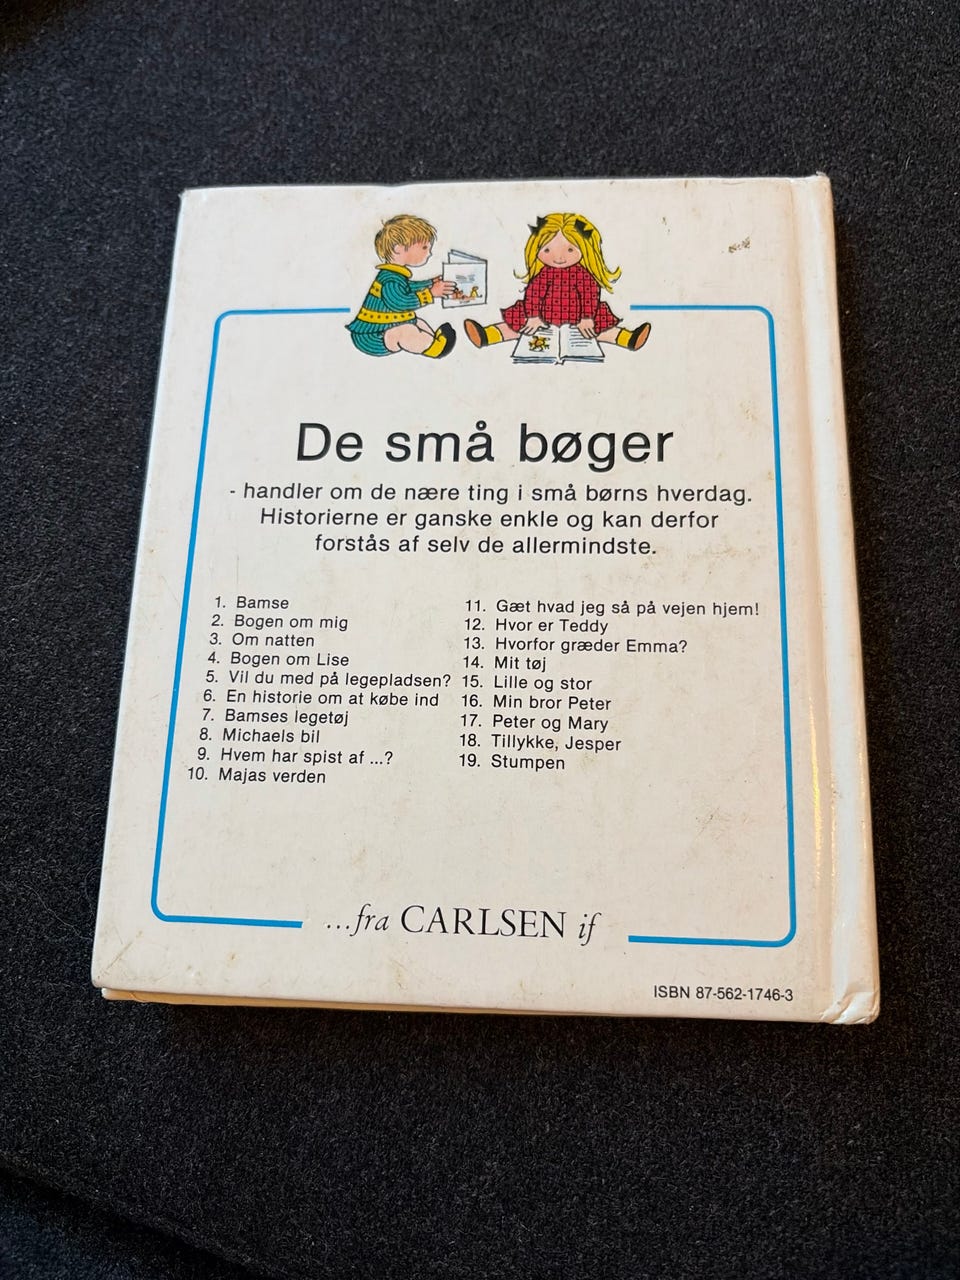 De små bøger
- handler om de nære ting i små børns hverdag.
Historierne er ganske enkle og kan derfor
forstås af selv de allermindste.
1. Bamse
2. Bogen om mig
3. Om natten
4. Bogen om Lise
5. Vil du med på legepladsen?
6. En historie om at købe ind
7. Bamses legetøj
8. Michaels bil
9. Hvem har spist af ...?
10. Majas verden
11. Gæt hvad jeg så på vejen hjem!
12. Hvor er Teddy
13. Hvorfor græder Emma?
14. Mit tøj
15. Lille og stor
16. Min bror Peter
17. Peter og Mary
18. Tillykke, Jesper
19. Stumpen
...fra CARLSEN if
ISBN 87-562-1746-3